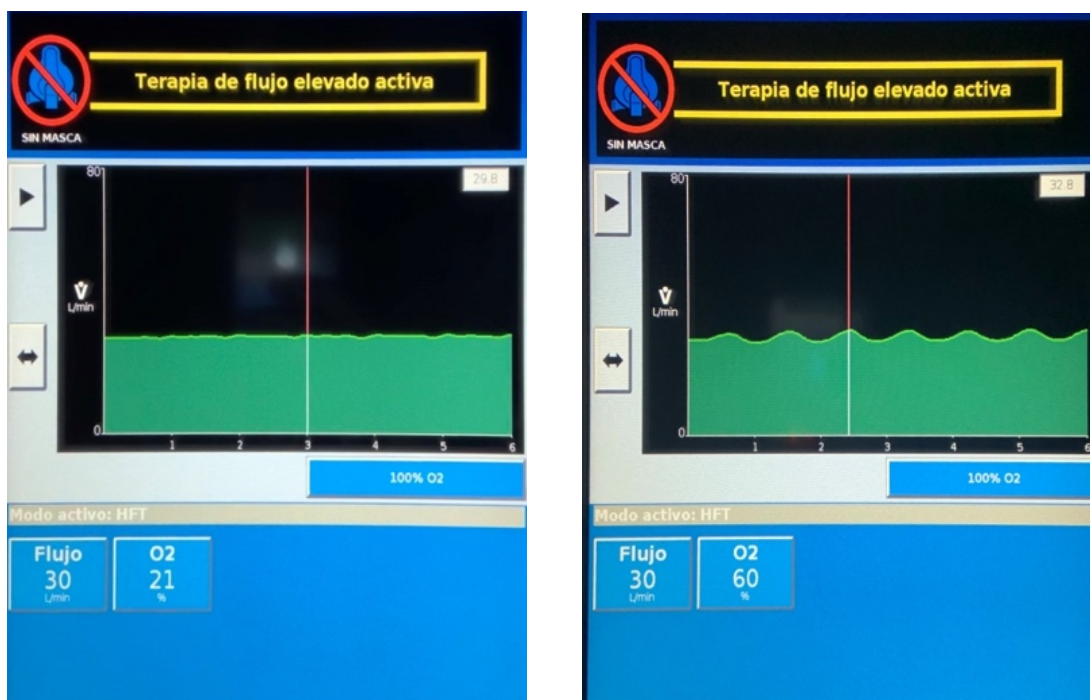 Terapia de flujo elevado activa
SIN MASCA
80
29.8
V̇
L/min
0
1 2 3 4 5 6
100% O2
Modo activo: HFT
Flujo O2
30 21
L/min %
Terapia de flujo elevado activa
SIN MASCA
80
32.8
V̇
L/min
0
1 2 3 4 5 6
100% O2
Modo activo: HFT
Flujo O2
30 60
L/min %